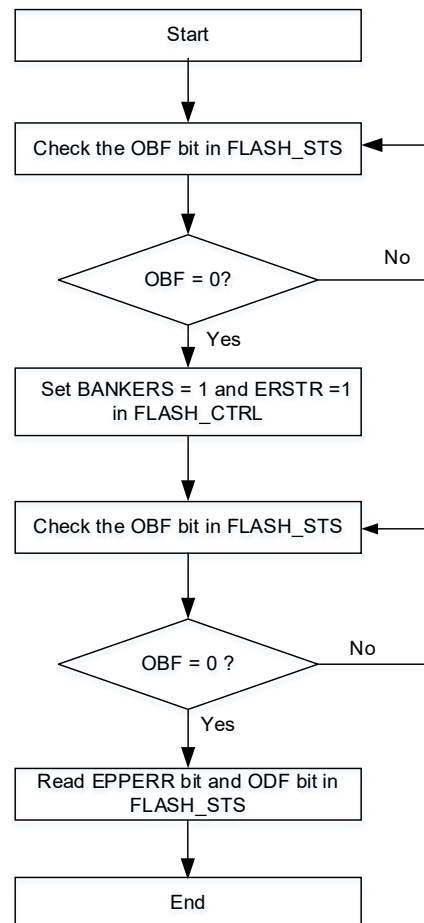 Start
Check the OBF bit in FLASH_STS
OBF = 0?
No
Yes
Set BANKERS = 1 and ERSTR =1
in FLASH_CTRL
Check the OBF bit in FLASH_STS
OBF = 0 ?
No
Yes
Read EPPERR bit and ODF bit in
FLASH_STS
End